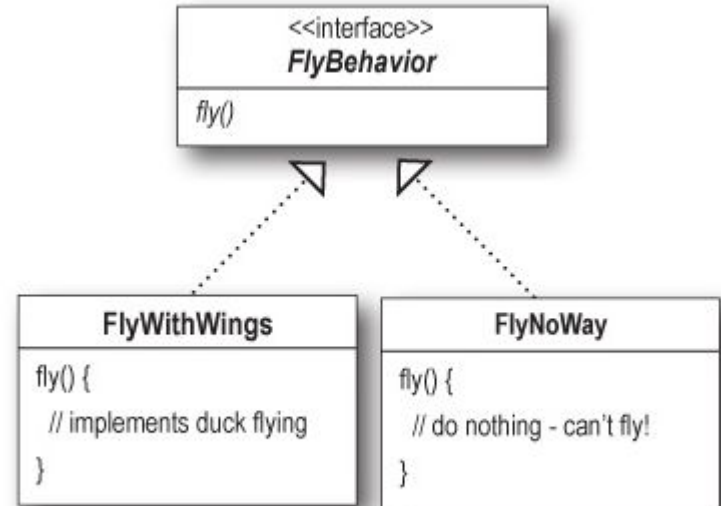 <<interface>>
FlyBehavior
fly()
FlyWithWings
fly() {
// implements duck flying
}
FlyNoWay
fly() {
// do nothing - can't fly!
}